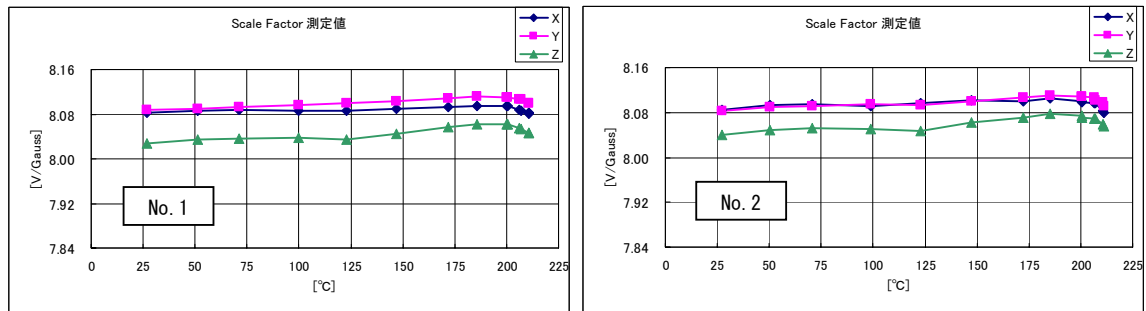 Scale Factor 測定値
X
Y
Z
8.16
8.08
8.00
7.92
7.84
[V/Gauss]
No. 1
0 25 50 75 100 125 150 175 200 225
[℃]
Scale Factor 測定値
X
Y
Z
8.16
8.08
8.00
7.92
7.84
[V/Gauss]
No. 2
0 25 50 75 100 125 150 175 200 225
[℃]